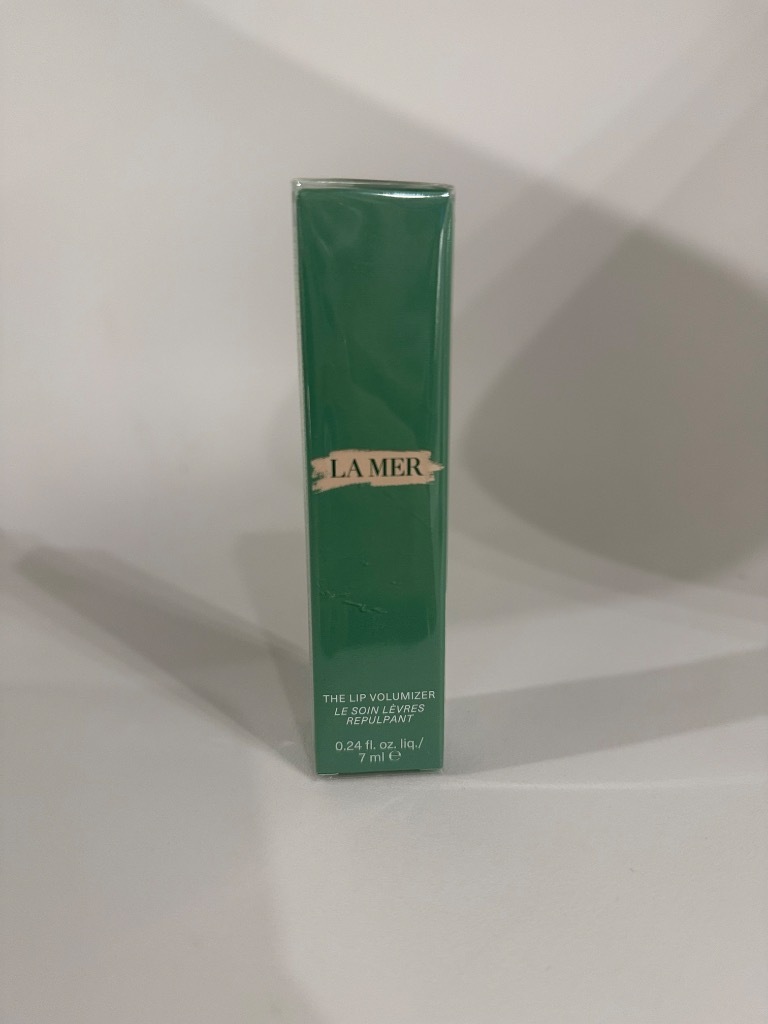 LA MER
THE LIP VOLUMIZER
LE SOIN LÈVRES
REPULPANT
0.24 fl. oz. liq./
7 ml ℮